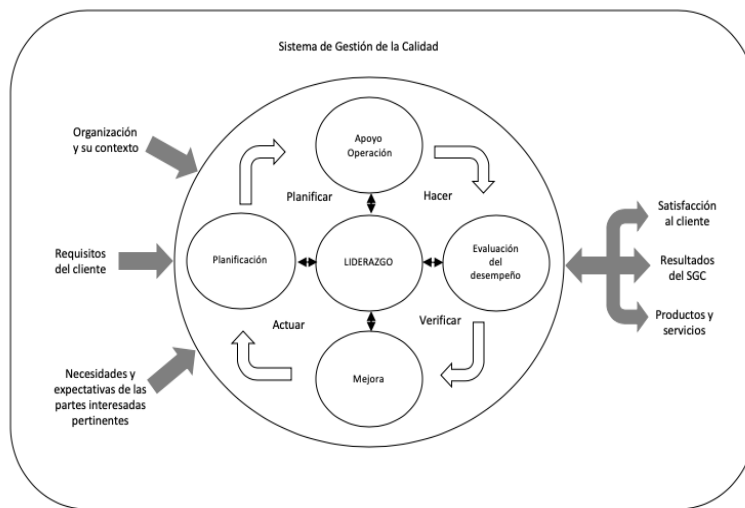 Sistema de Gestión de la Calidad
Organización
y su contexto
Apoyo
Operación
Planificar
Hacer
Satisfacción
al cliente
Requisitos
del cliente
Planificación
LIDERAZGO
Evaluación
del
desempeño
Resultados
del SGC
Actuar
Verificar
Productos y
servicios
Necesidades y
expectativas de las
partes interesadas
pertinentes
Mejora